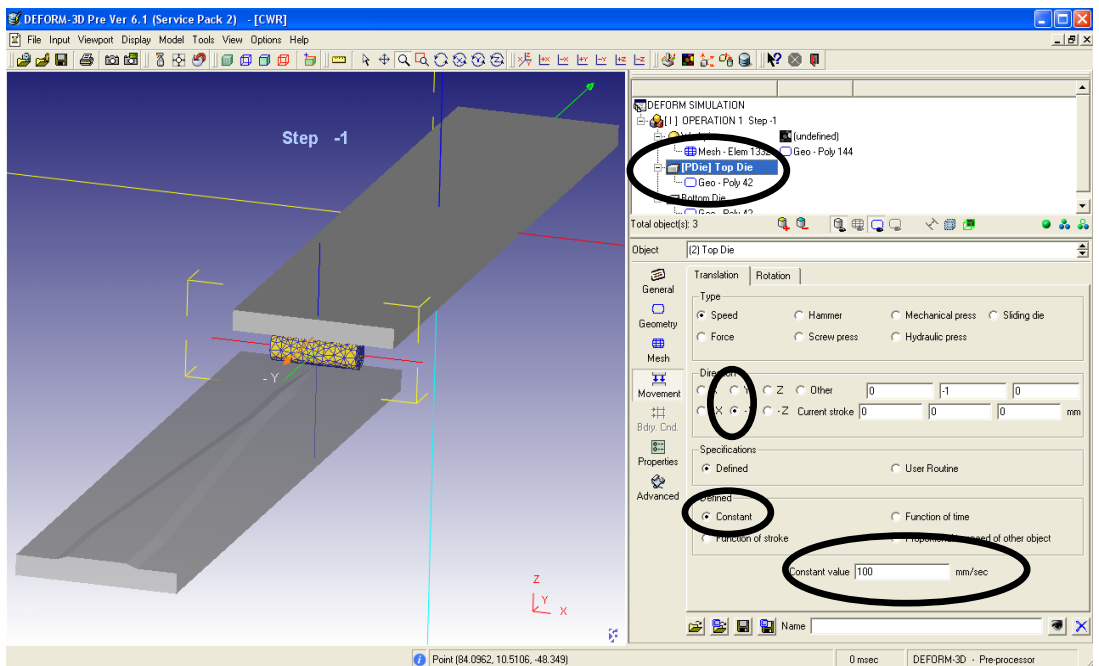 DEFORM-3D Pre Ver 6.1 (Service Pack 2) - [CWR]
File Input Viewport Display Model Tools View Options Help
Step -1
- Y
Z
Y
X
DEFORM SIMULATION
[ I ] OPERATION 1 Step -1
(undefined)
Mesh - Elem 1332 Geo - Poly 144
[PDie] Top Die
Geo - Poly 42
Bottom Die
Geo - Poly 42
Total object(s): 3
Object (2) Top Die
General
Geometry
Mesh
Movement
Bdry. Cnd.
Properties
Advanced
Translation Rotation
Type
Speed Hammer Mechanical press Sliding die
Force Screw press Hydraulic press
Direction
Y Z Other 0 -1 0
X - -Z Current stroke 0 0 0 mm
Specifications
Defined User Routine
Defined
Constant Function of time
Function of stroke speed of other object
Constant value 100 mm/sec
Name
Point (84.0962, 10.5106, -48.349) 0 msec DEFORM-3D - Pre-processor